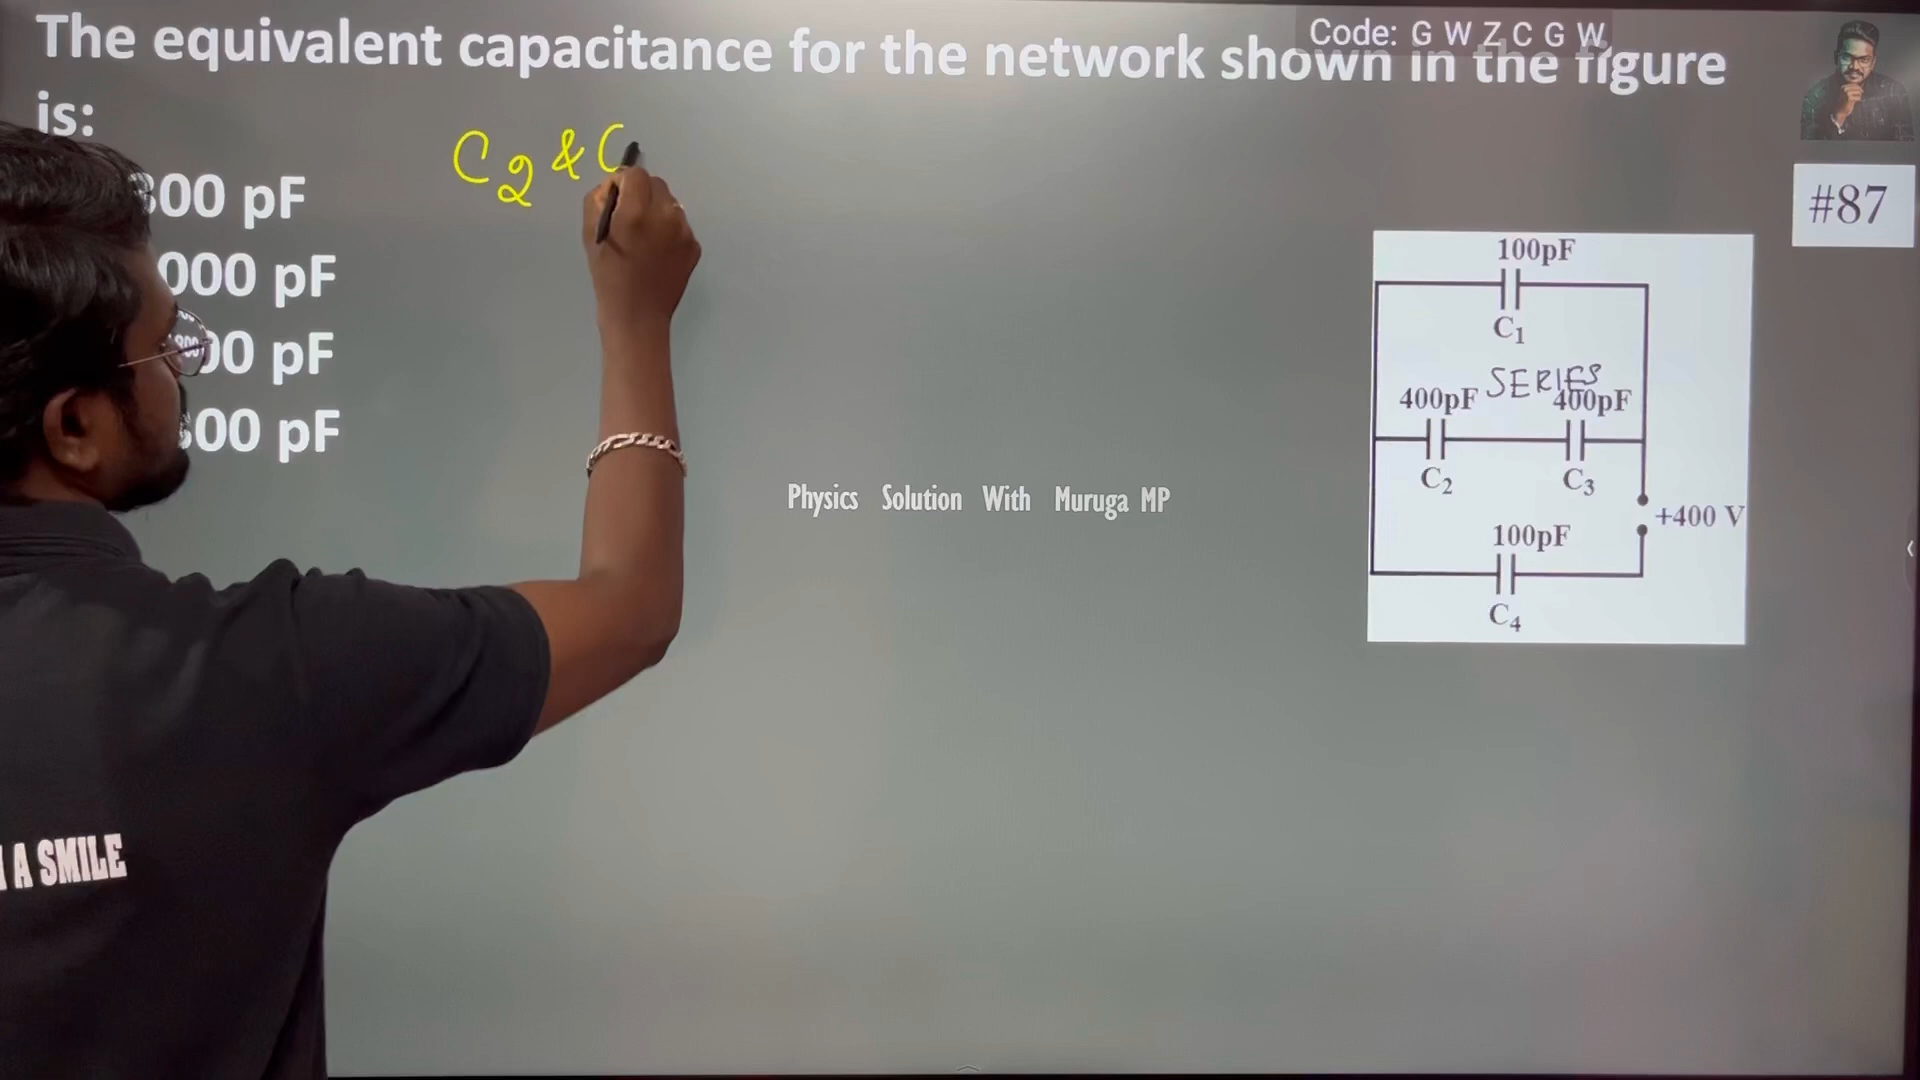 The equivalent capacitance for the network shown in the figure
is:
Code: G W Z C G W
C2 & C
00 pF
000 pF
00 pF
00 pF
#87
100pF
C1
SERIES
400pF
400pF
C2
C3
+400 V
100pF
C4
Physics Solution With Muruga MP
A SMILE